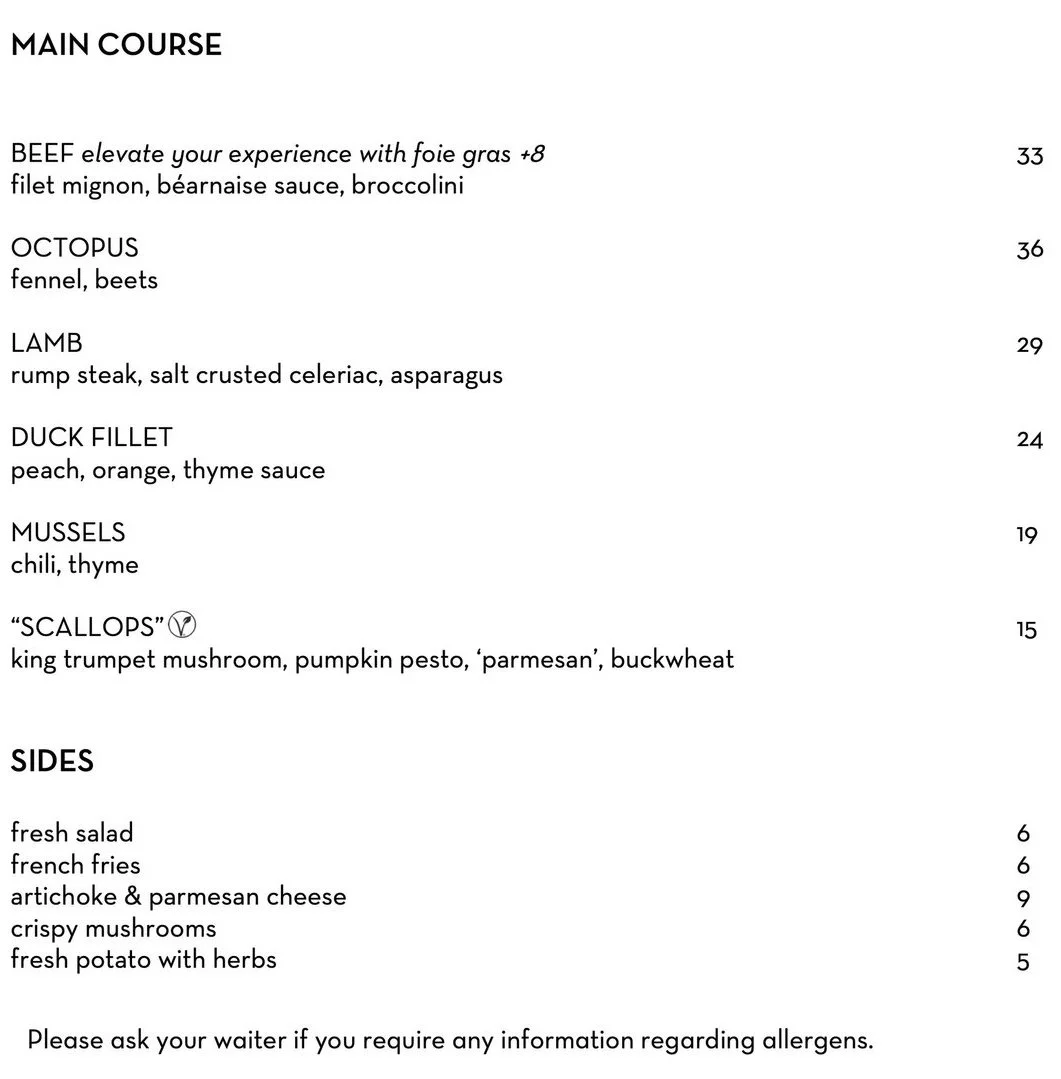 MAIN COURSE
BEEF elevate your experience with foie gras +8 33
filet mignon, béarnaise sauce, broccolini
OCTOPUS 36
fennel, beets
LAMB 29
rump steak, salt crusted celeriac, asparagus
DUCK FILLET 24
peach, orange, thyme sauce
MUSSELS 19
chili, thyme
“SCALLOPS” 15
king trumpet mushroom, pumpkin pesto, ‘parmesan’, buckwheat
SIDES
fresh salad 6
french fries 6
artichoke & parmesan cheese 9
crispy mushrooms 6
fresh potato with herbs 5
Please ask your waiter if you require any information regarding allergens.